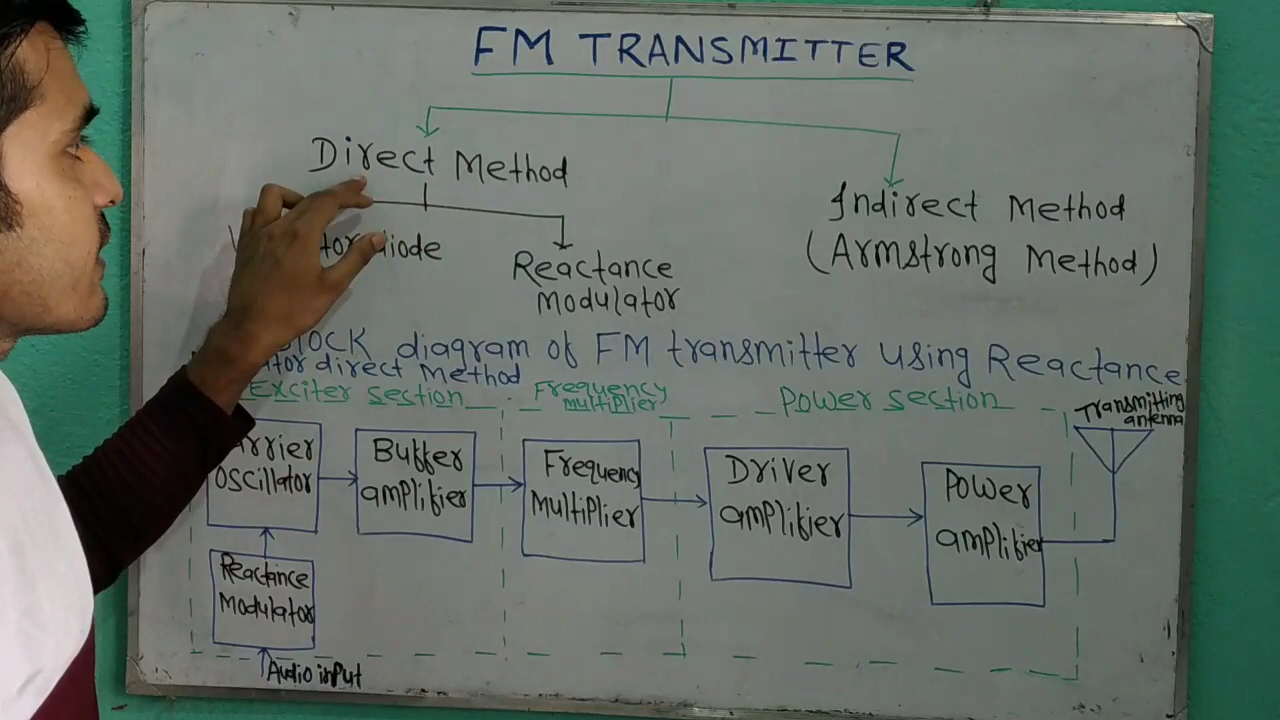 FM TRANSMITTER
Direct Method
Indirect Method
(Armstrong Method)
diode
Reactance
Modulator
diagram of FM transmitter using Reactance
direct Method
Exciter section
Frequency
multiplier
Power section
Transmitting
antenna
Oscillator
Buffer
amplifier
Frequency
Multiplier
Driver
amplifier
Power
amplifier
Reactance
Modulator
Audio input